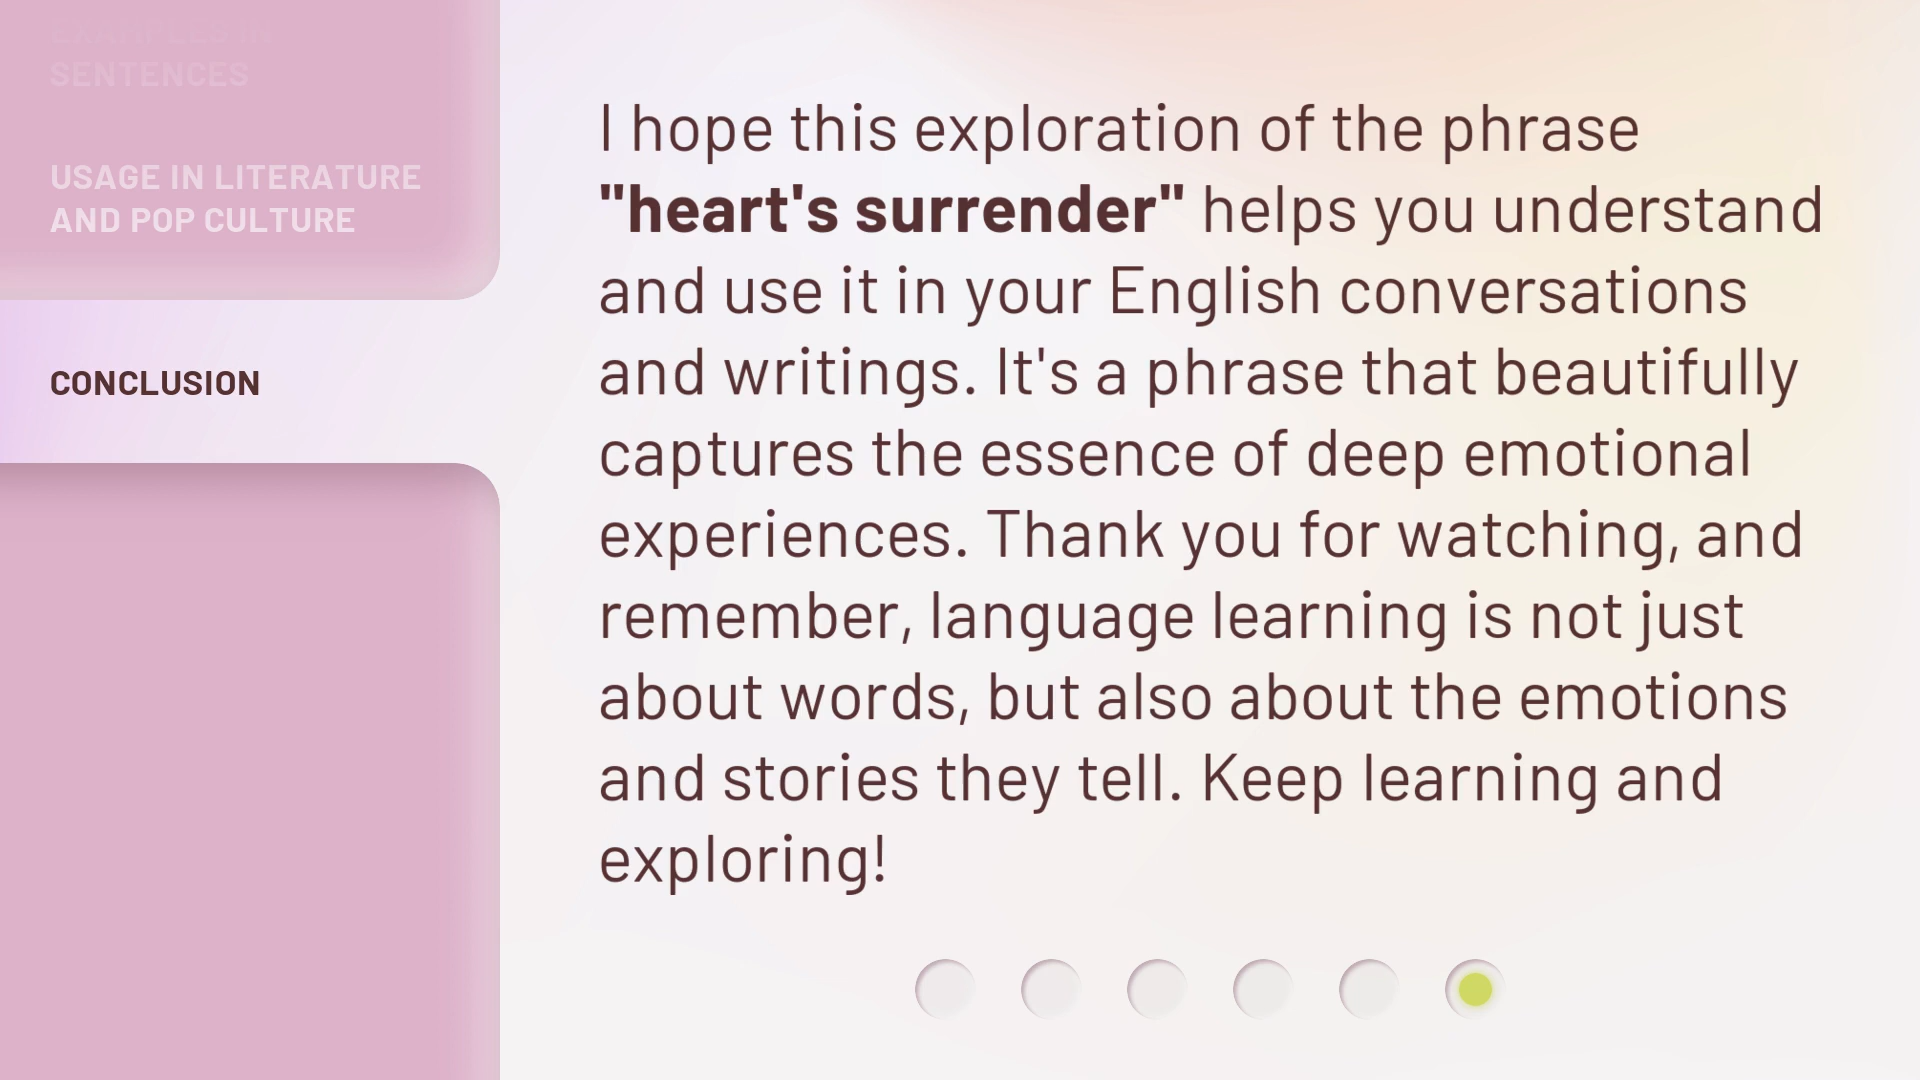 EXAMPLES IN
SENTENCES
USAGE IN LITERATURE
AND POP CULTURE
CONCLUSION
I hope this exploration of the phrase
"heart's surrender" helps you understand
and use it in your English conversations
and writings. It's a phrase that beautifully
captures the essence of deep emotional
experiences. Thank you for watching, and
remember, language learning is not just
about words, but also about the emotions
and stories they tell. Keep learning and
exploring!